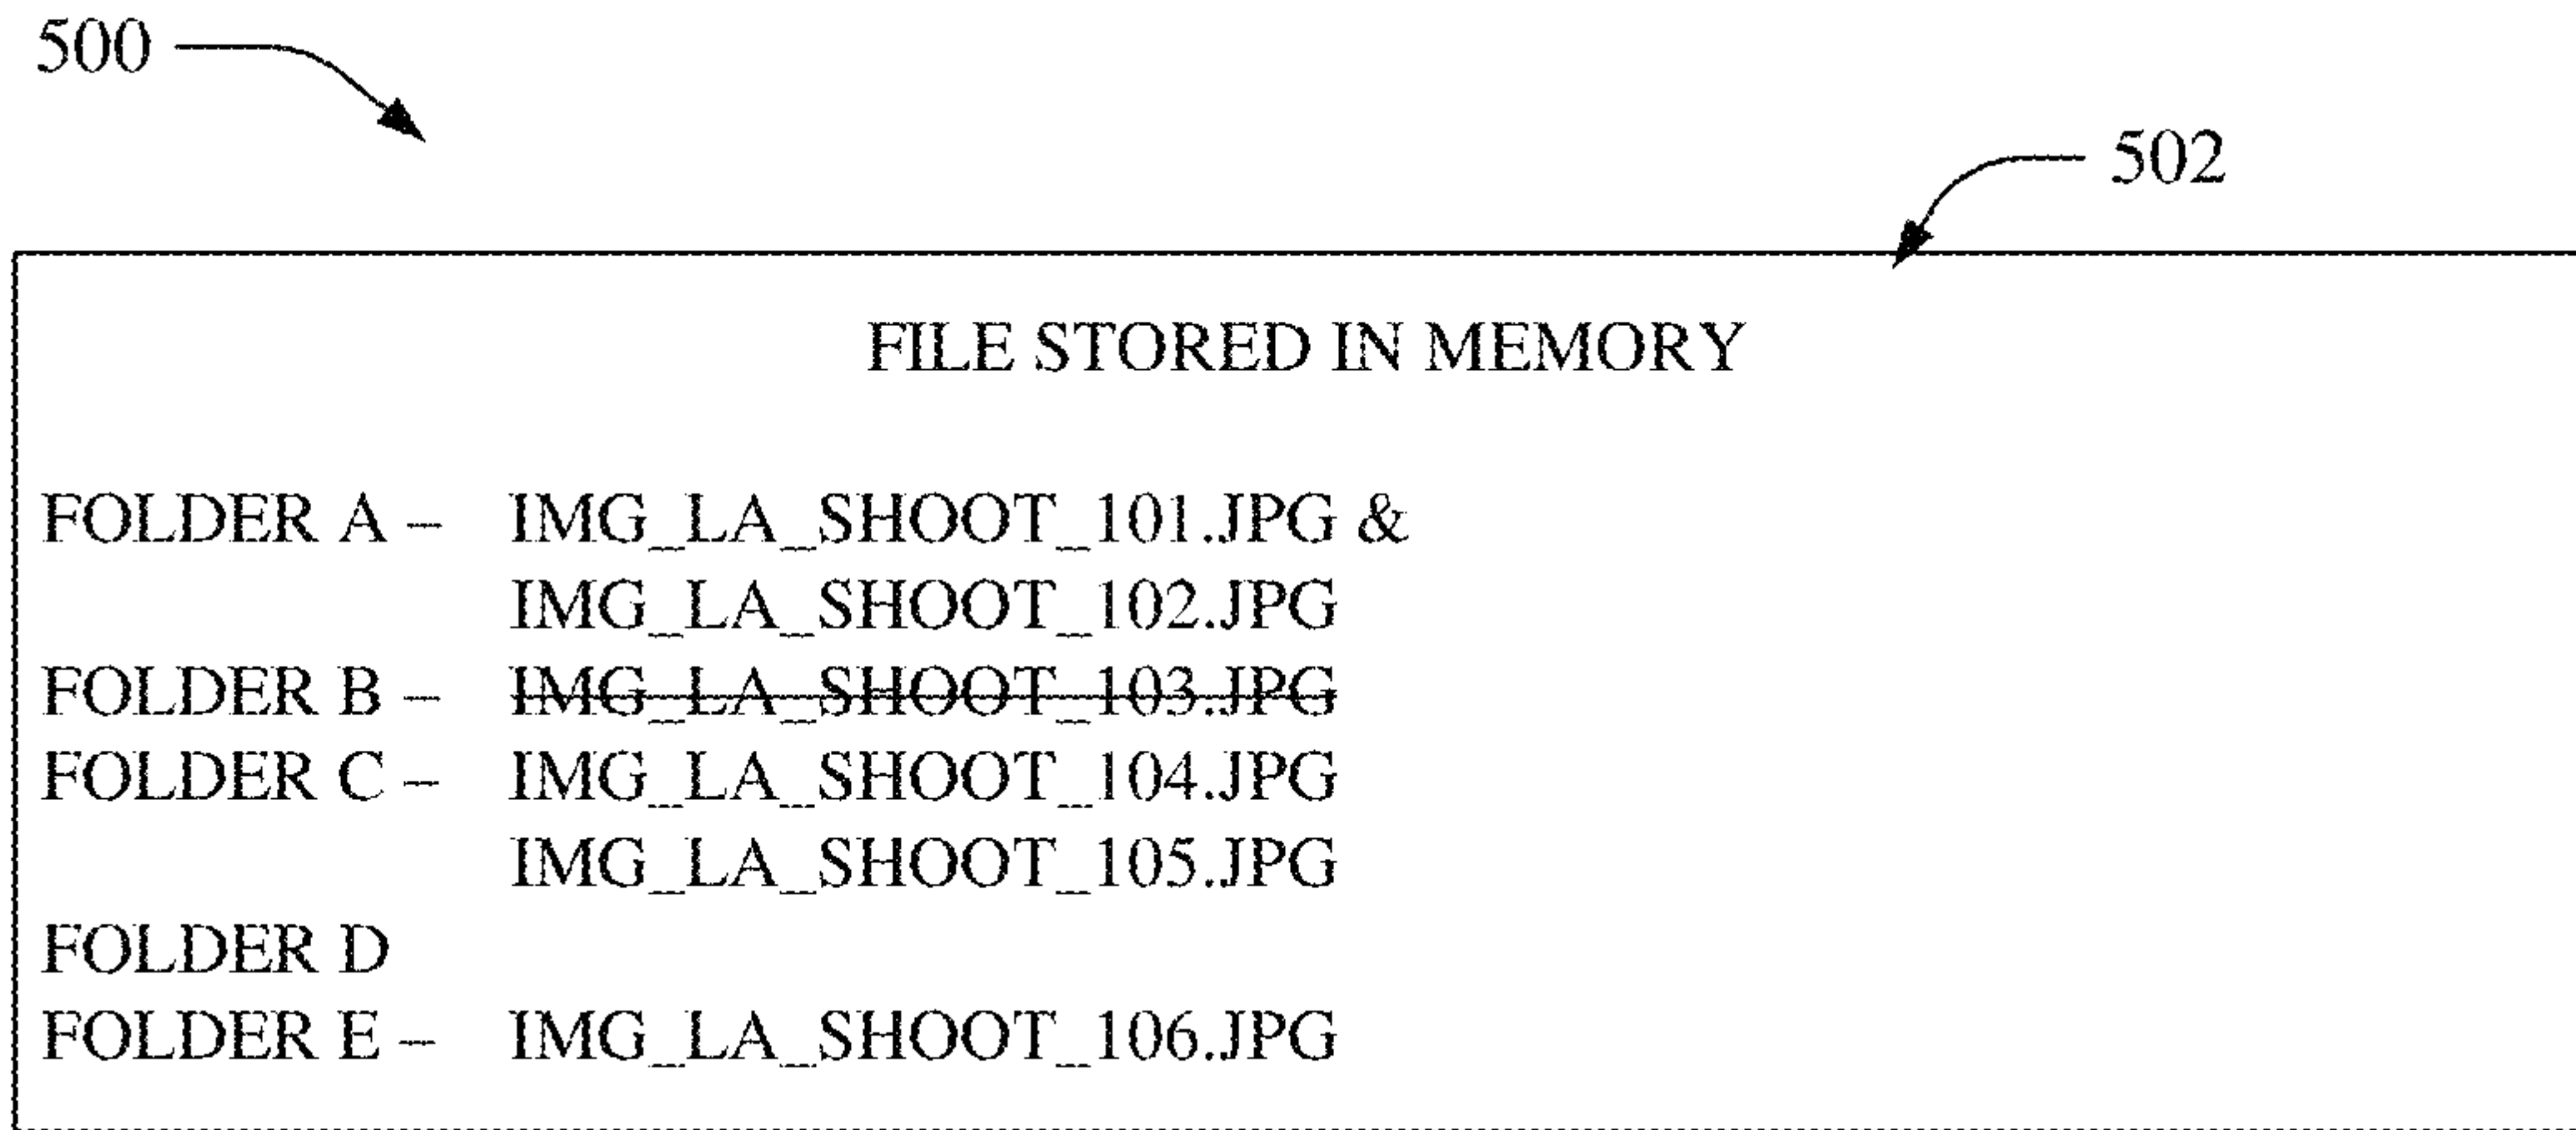 500
502
FILE STORED IN MEMORY
FOLDER A – IMG_LA_SHOOT_101.JPG &
IMG_LA_SHOOT_102.JPG
FOLDER B – IMG_LA_SHOOT_103.JPG
FOLDER C – IMG_LA_SHOOT_104.JPG
IMG_LA_SHOOT_105.JPG
FOLDER D
FOLDER E – IMG_LA_SHOOT_106.JPG